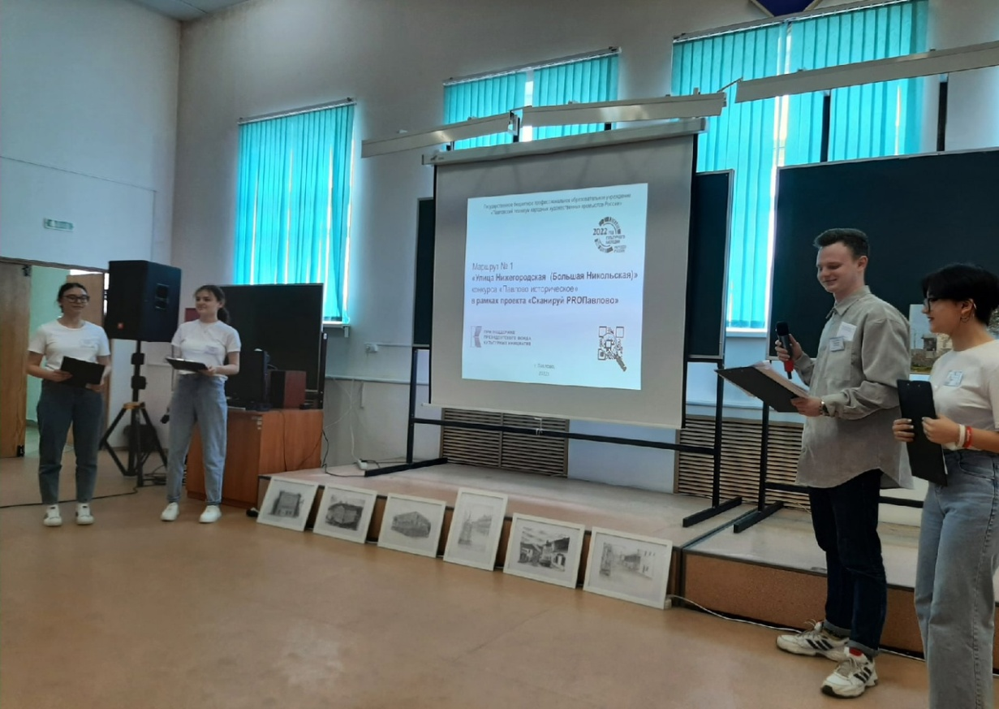 Государственное бюджетное профессиональное образовательное учреждение
«Павловский техникум народных художественных промыслов России»
2022 ГОД
КУЛЬТУРНОГО
НАСЛЕДИЯ
НАРОДОВ
РОССИИ
Маршрут № 1
«Улица Нижегородская (Большая Никольская)»
конкурса «Павлово историческое»
в рамках проекта «Сканируй PROПавлово»
ПРИ ПОДДЕРЖКЕ
ПРЕЗИДЕНТСКОГО ФОНДА
КУЛЬТУРНЫХ ИНИЦИАТИВ
г. Павлово,
2022